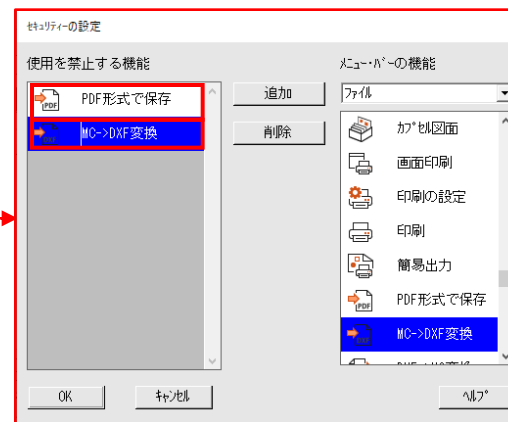 ｾｷｭﾘﾃｨｰの設定
使用を禁止する機能
PDF形式で保存
MC->DXF変換
追加
削除
ﾒﾆｭｰ･ﾊﾞｰの機能
ﾌｧｲﾙ
ｶﾌﾟｾﾙ図面
画面印刷
印刷の設定
印刷
簡易出力
PDF形式で保存
MC->DXF変換
OK
ｷｬﾝｾﾙ
ﾍﾙﾌﾟ